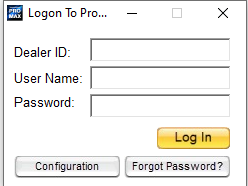 PRO
MAX
Logon To Pro...
Dealer ID:
User Name:
Password:
Log In
Configuration
Forgot Password?